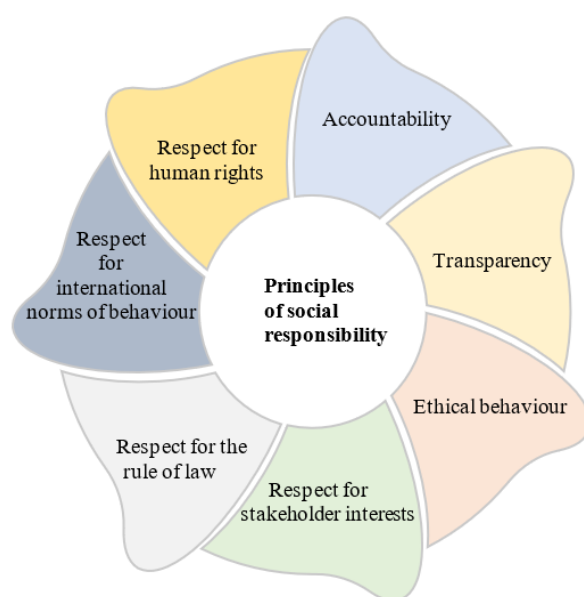 Principles
of social
responsibility
Accountability
Transparency
Ethical behaviour
Respect for
stakeholder interests
Respect for the
rule of law
Respect
for
international
norms of behaviour
Respect for
human rights